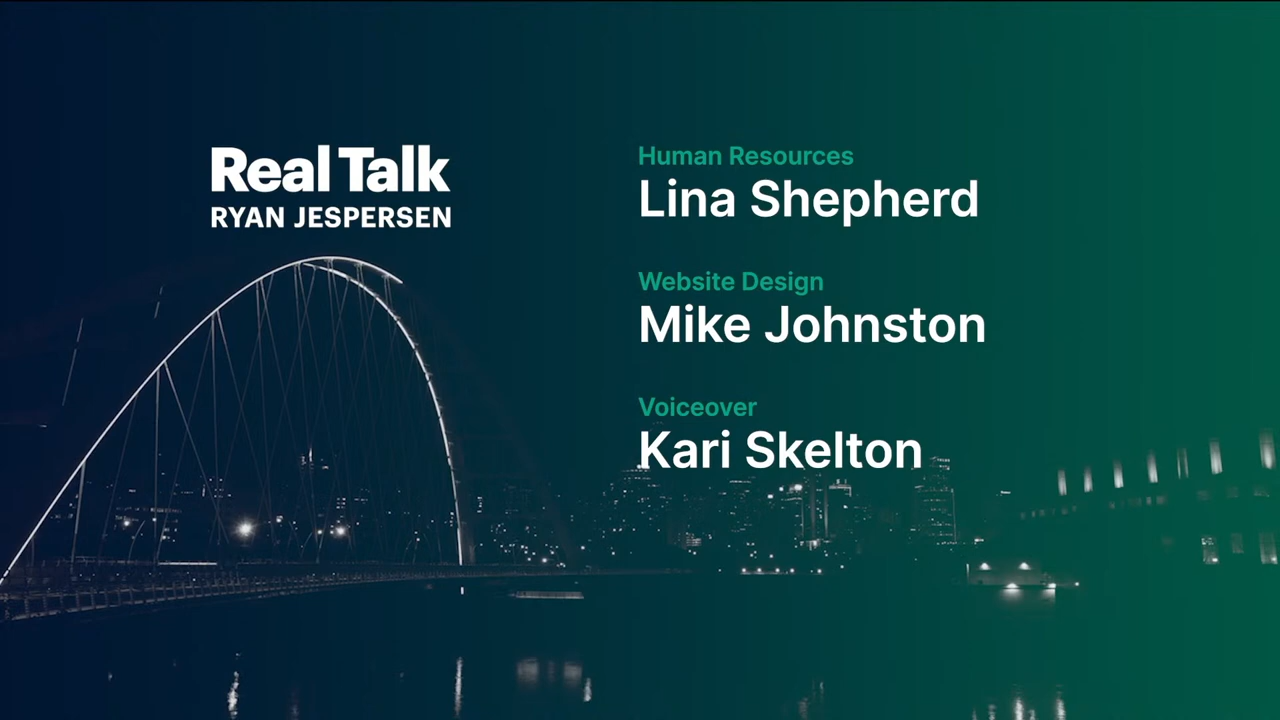 Real Talk
RYAN JESPERSEN
Human Resources
Lina Shepherd
Website Design
Mike Johnston
Voiceover
Kari Skelton